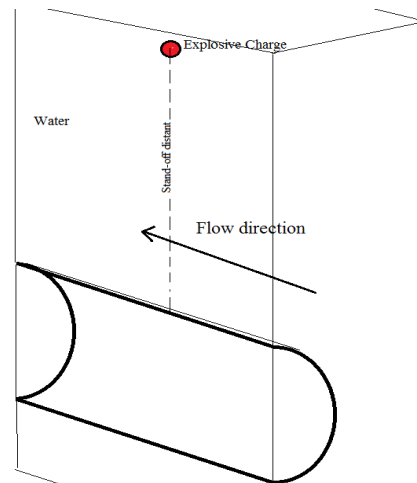 Explosive Charge
Water
Stand-off distant
Flow direction